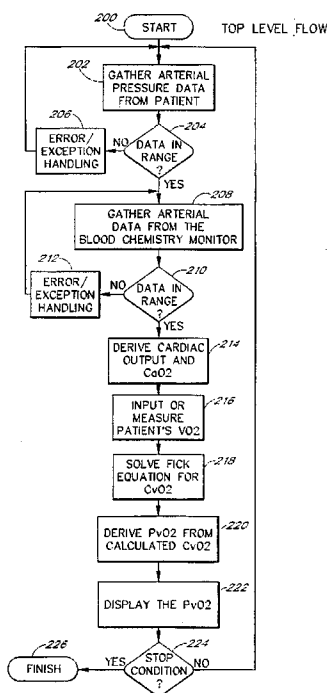 200
START
TOP LEVEL FLOW
202
GATHER ARTERIAL
PRESSURE DATA
FROM PATIENT
206
ERROR/
EXCEPTION
HANDLING
NO
204
DATA IN
RANGE
?
YES
208
GATHER ARTERIAL
DATA FROM THE
BLOOD CHEMISTRY MONITOR
212
ERROR/
EXCEPTION
HANDLING
NO
210
DATA IN
RANGE
?
YES
214
DERIVE CARDIAC
OUTPUT AND
CaO2
216
INPUT OR
MEASURE
PATIENT'S VO2
218
SOLVE FICK
EQUATION FOR
CvO2
220
DERIVE PvO2 FROM
CALCULATED CvO2
222
DISPLAY THE PvO2
224
226
FINISH
YES
STOP
CONDITION
?
NO